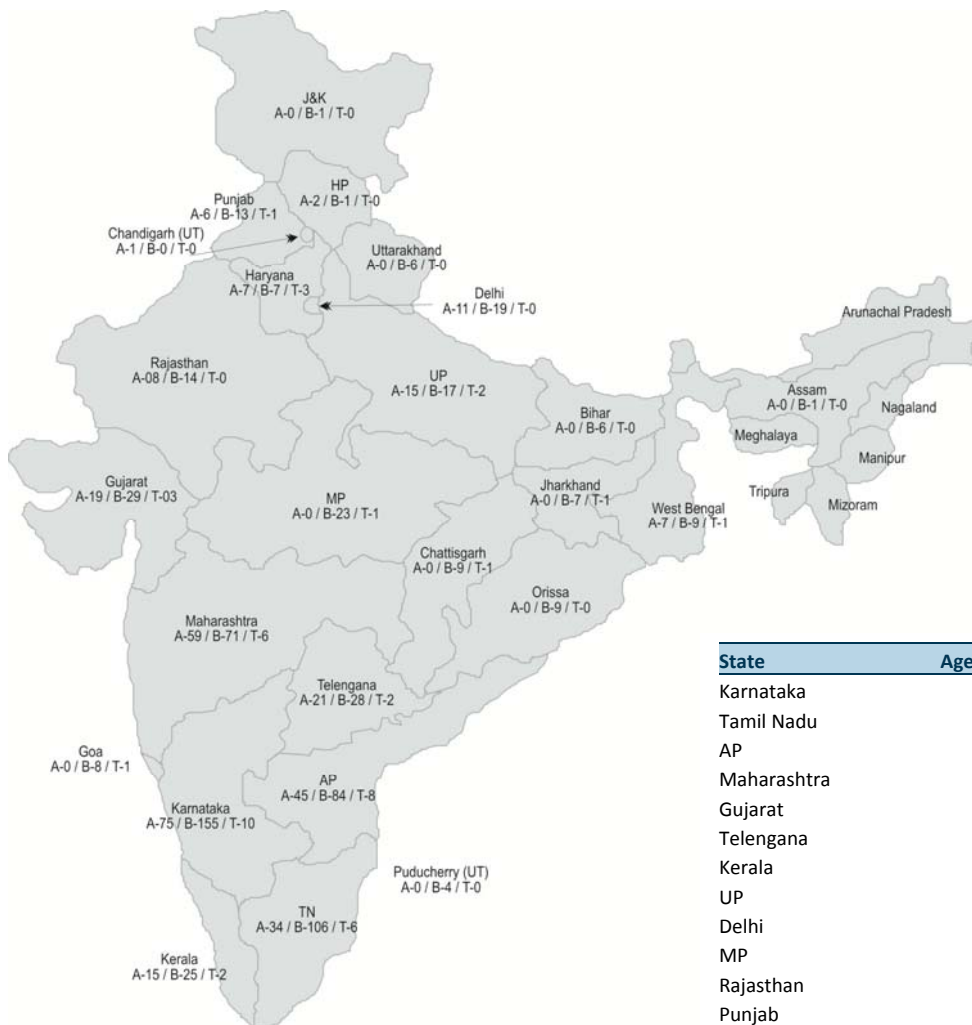 J&K
A-0 / B-1 / T-0
HP
A-2 / B-1 / T-0
Punjab
A-6 / B-13 / T-1
Chandigarh (UT)
A-1 / B-0 / T-0
Uttarakhand
A-0 / B-6 / T-0
Haryana
A-7 / B-7 / T-3
Delhi
A-11 / B-19 / T-0
Arunachal Pradesh
Rajasthan
A-08 / B-14 / T-0
UP
A-15 / B-17 / T-2
Assam
A-0 / B-1 / T-0
Bihar
A-0 / B-6 / T-0
Nagaland
Meghalaya
Manipur
Gujarat
A-19 / B-29 / T-03
MP
A-0 / B-23 / T-1
Jharkhand
A-0 / B-7 / T-1
Tripura
Mizoram
West Bengal
A-7 / B-9 / T-1
Chattisgarh
A-0 / B-9 / T-1
Orissa
A-0 / B-9 / T-0
Maharashtra
A-59 / B-71 / T-6
Telengana
A-21 / B-28 / T-2
Goa
A-0 / B-8 / T-1
AP
A-45 / B-84 / T-8
Karnataka
A-75 / B-155 / T-10
Puducherry (UT)
A-0 / B-4 / T-0
TN
A-34 / B-106 / T-6
Kerala
A-15 / B-25 / T-2
State Age
Karnataka
Tamil Nadu
AP
Maharashtra
Gujarat
Telengana
Kerala
UP
Delhi
MP
Rajasthan
Punjab